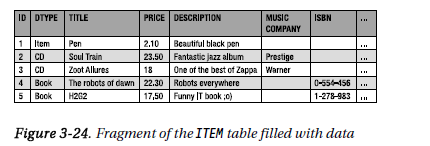 ID DTYPE TITLE PRICE DESCRIPTION MUSIC COMPANY ISBN ...
1 Item Pen 2.10 Beautiful black pen ...
2 CD Soul Train 23.50 Fantastic jazz album Prestige ...
3 CD Zoot Allures 18 One of the best of Zappa Warner ...
4 Book The robots of dawn 22.30 Robots everywhere 0-554-456 ...
5 Book H2G2 17,50 Funny IT book ;o) 1-278-983 ...
Figure 3-24. Fragment of the ITEM table filled with data